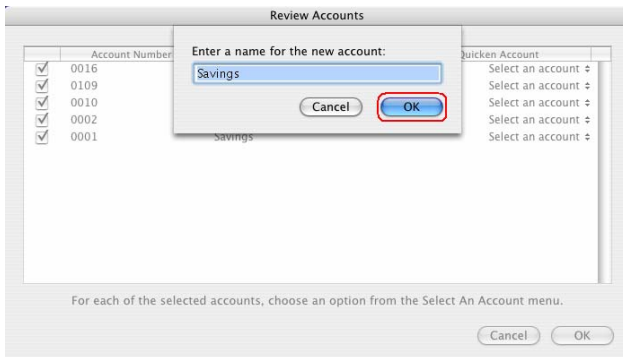 Review Accounts
Account Number Quicken Account
Enter a name for the new account:
Savings
Cancel OK
0016 Select an account
0109 Select an account
0010 Select an account
0002 Select an account
0001 Savings Select an account
For each of the selected accounts, choose an option from the Select An Account menu.
Cancel OK